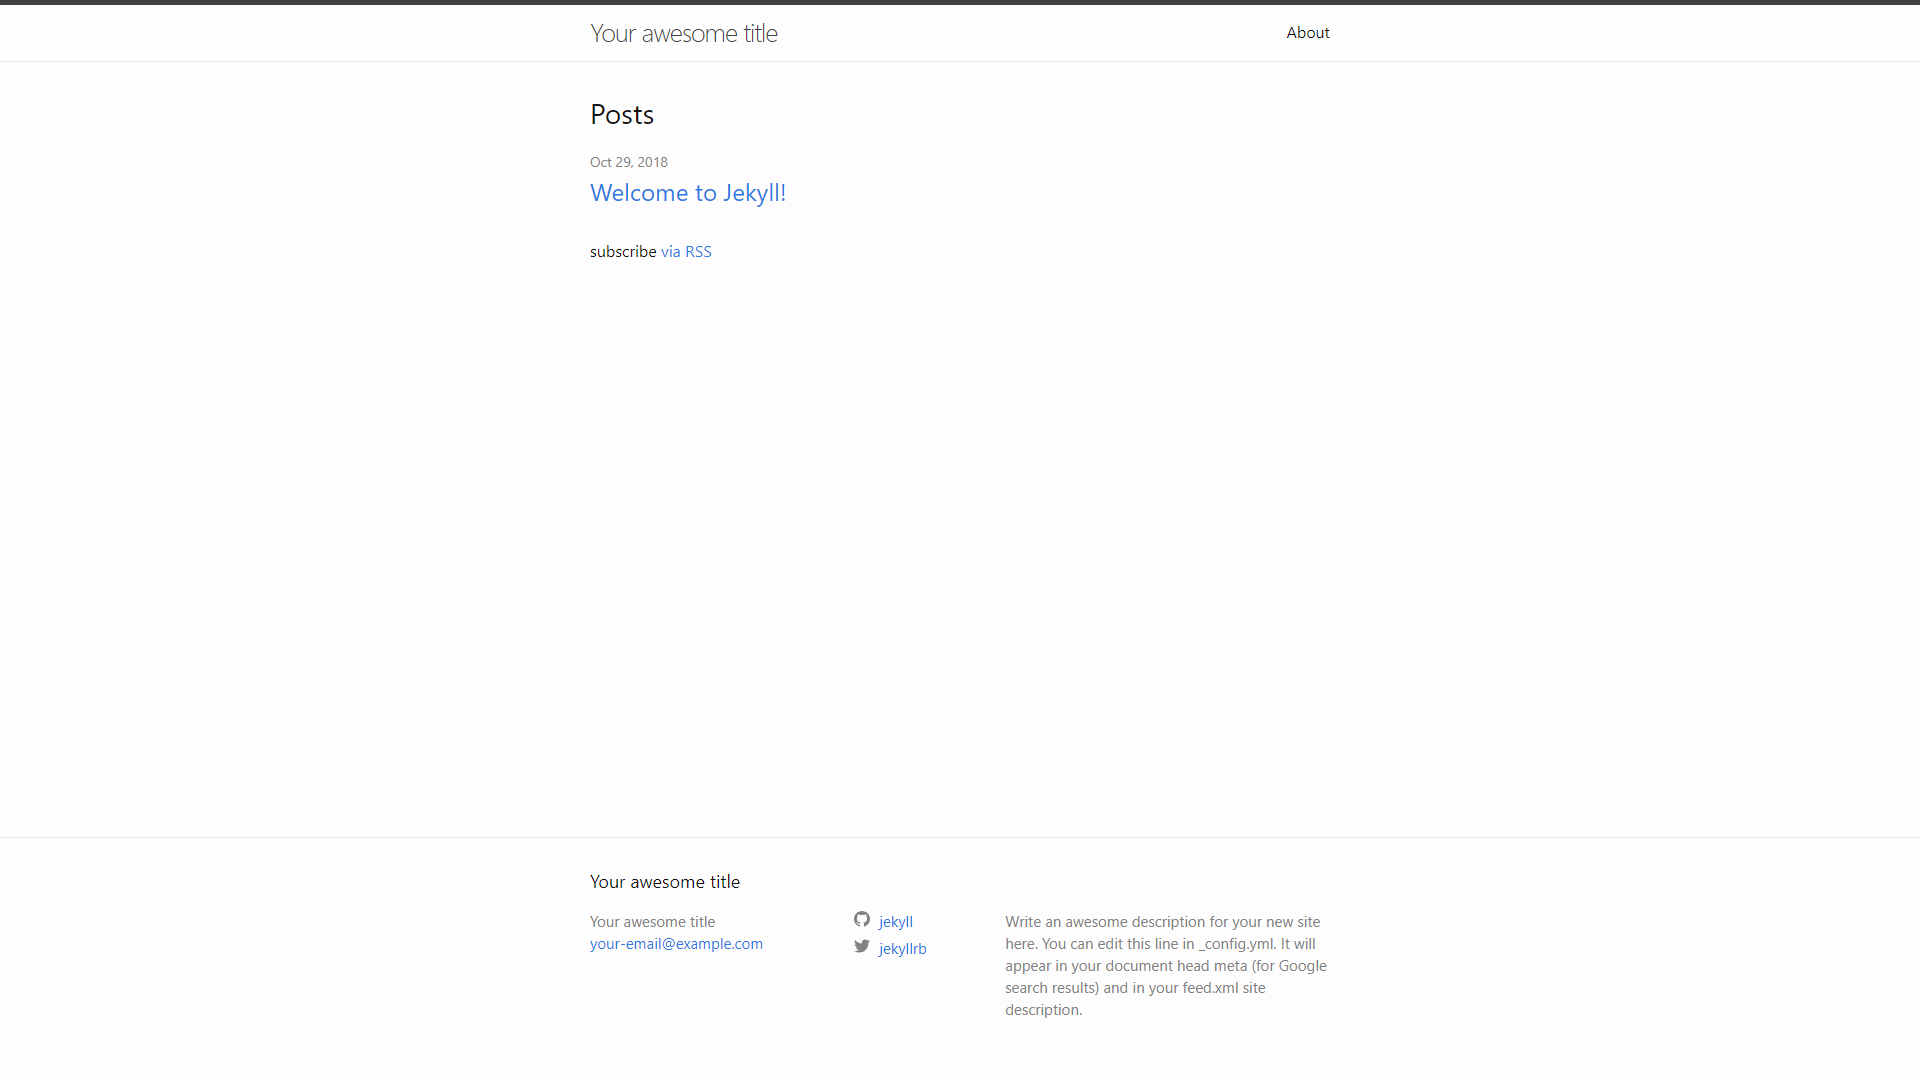 Your awesome title
About
Posts
Oct 29, 2018
Welcome to Jekyll!
subscribe via RSS
Your awesome title
Your awesome title
your-email@example.com
jekyll
jekyllrb
Write an awesome description for your new site
here. You can edit this line in _config.yml. It will
appear in your document head meta (for Google
search results) and in your feed.xml site
description.